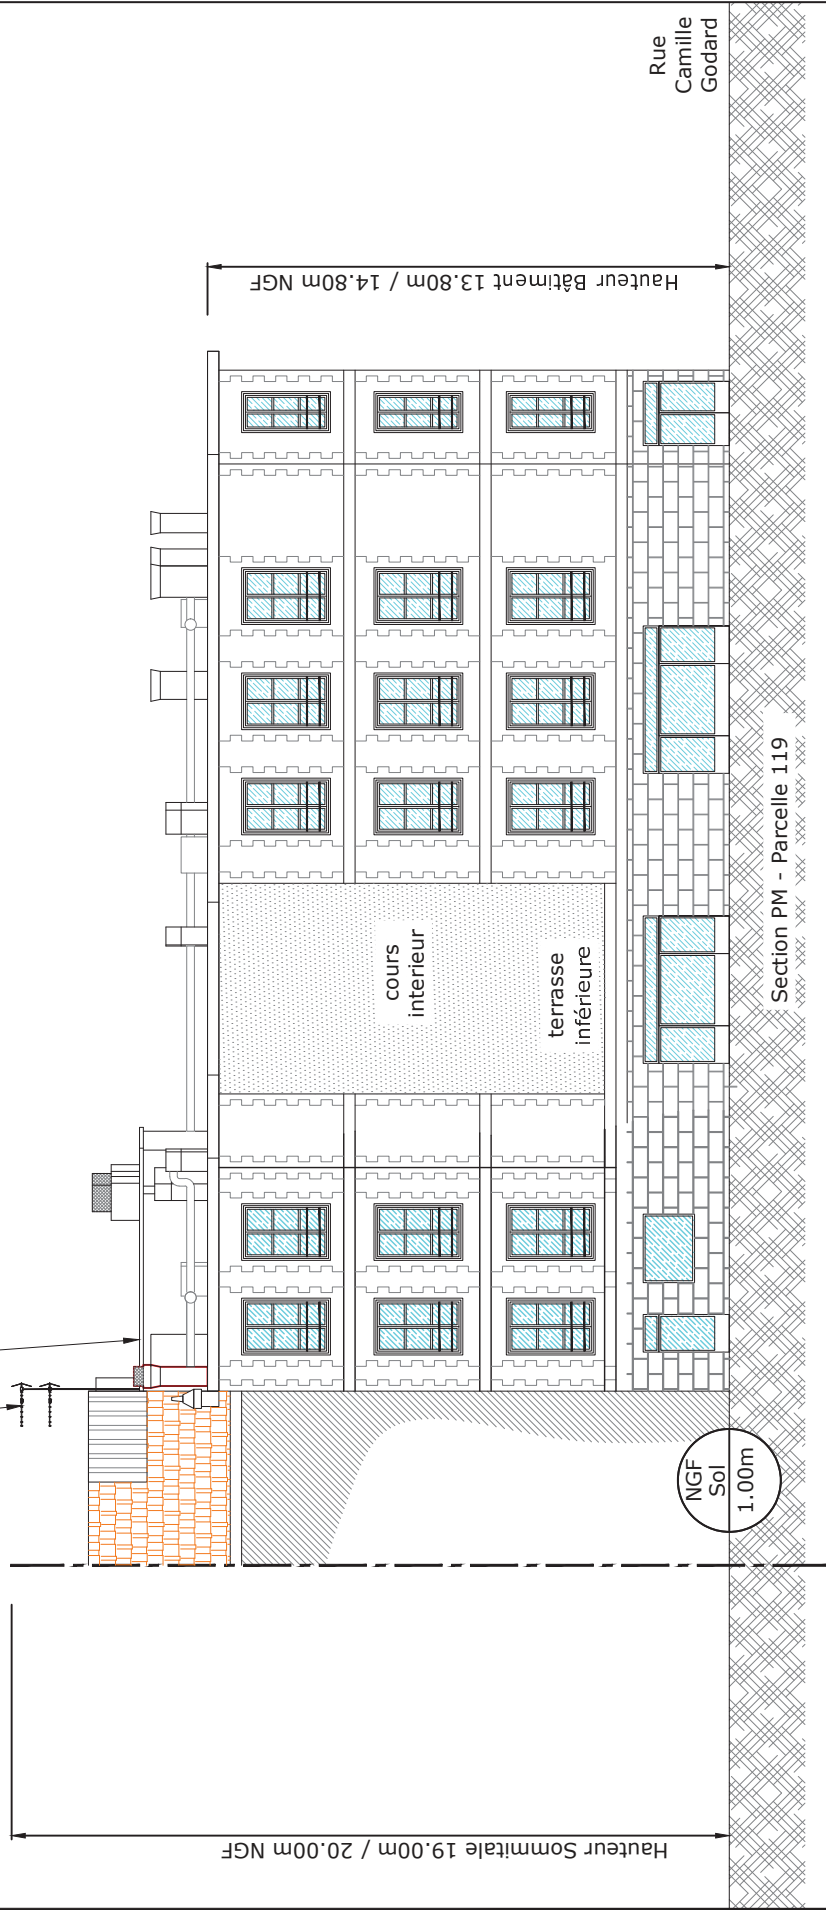 Rue
Camille
Godard
Hauteur Bâtiment 13.80m / 14.80m NGF
cours
interieur
terrasse
inférieure
Section PM - Parcelle 119
NGF
Sol
1.00m
Hauteur Sommitale 19.00m / 20.00m NGF